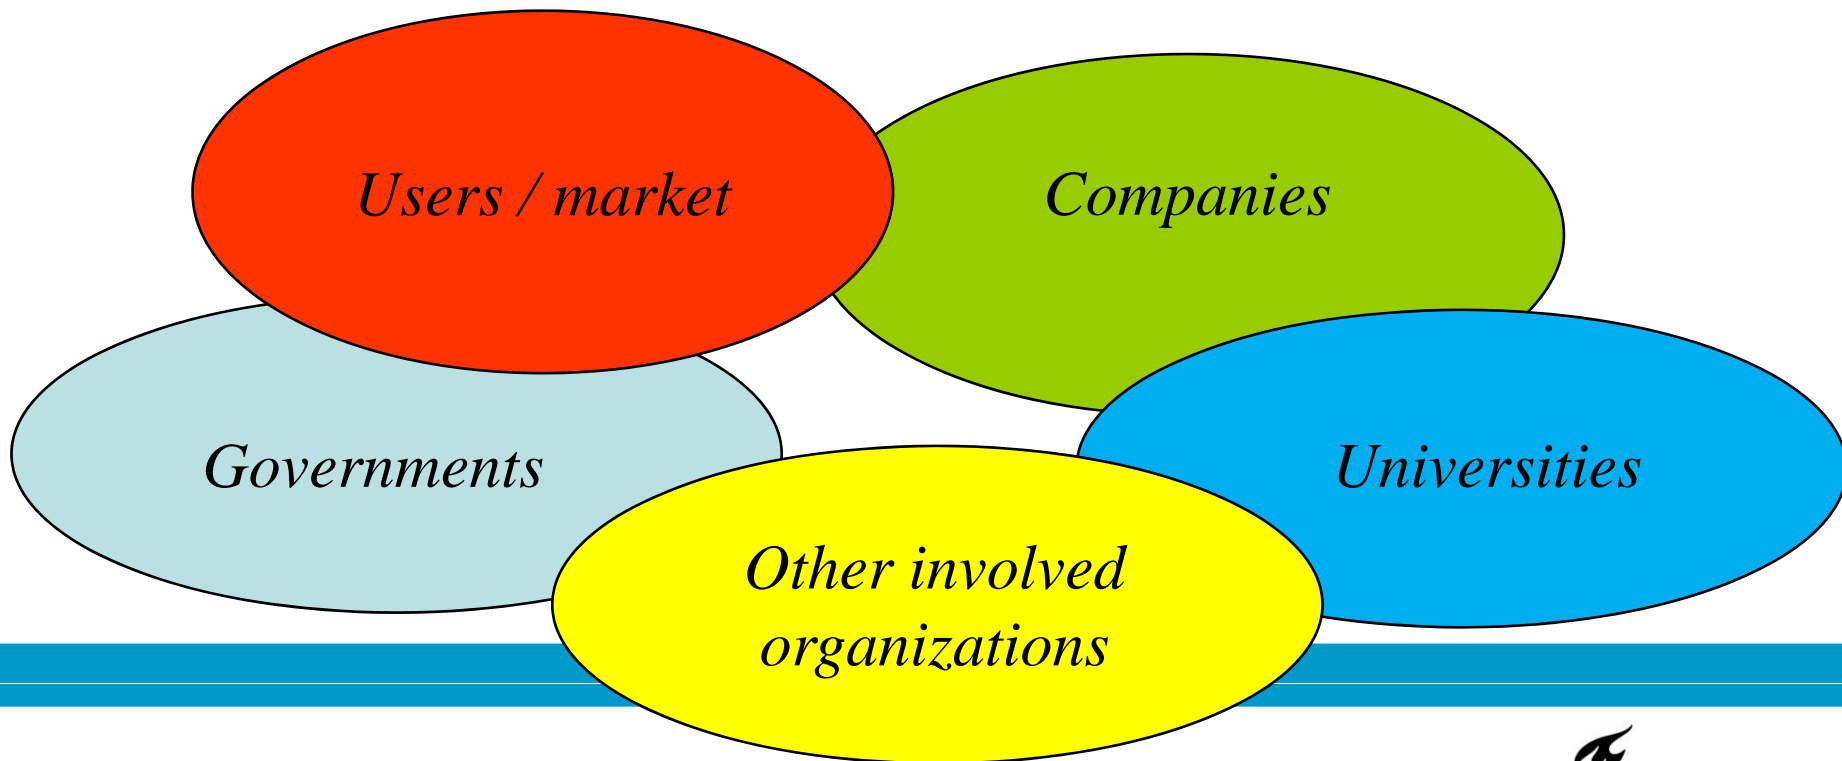 Users / market
Companies
Governments
Universities
Other involved
organizations